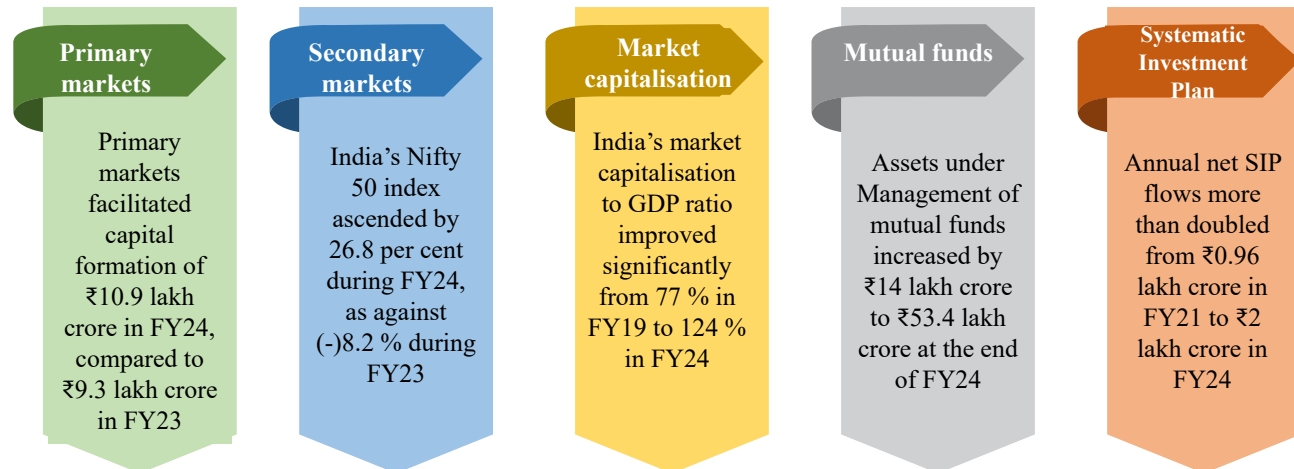 Primary
markets
Primary
markets
facilitated
capital
formation of
₹10.9 lakh
crore in FY24,
compared to
₹9.3 lakh crore
in FY23
Secondary
markets
India’s Nifty
50 index
ascended by
26.8 per cent
during FY24,
as against
(-)8.2 % during
FY23
Market
capitalisation
India’s market
capitalisation
to GDP ratio
improved
significantly
from 77 % in
FY19 to 124 %
in FY24
Mutual funds
Assets under
Management of
mutual funds
increased by
₹14 lakh crore
to ₹53.4 lakh
crore at the end
of FY24
Systematic
Investment
Plan
Annual net SIP
flows more
than doubled
from ₹0.96
lakh crore in
FY21 to ₹2
lakh crore in
FY24